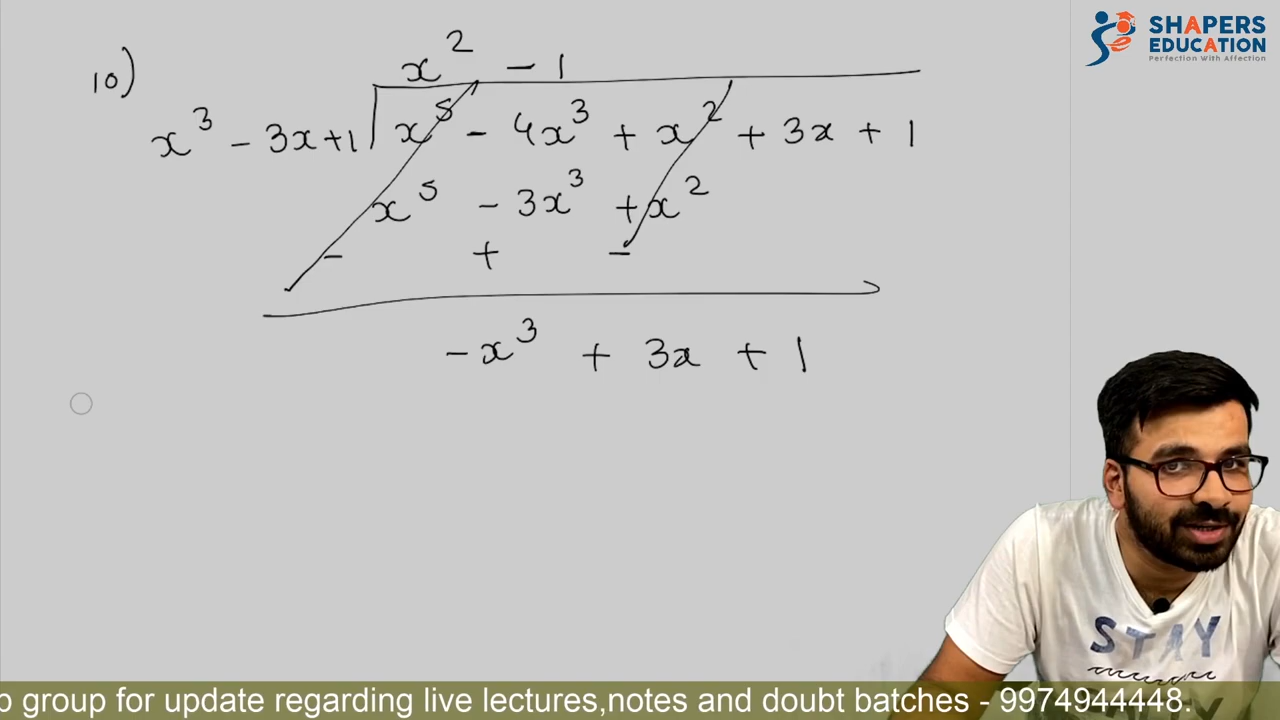 SHAPERS
EDUCATION
Perfection With Affection
10)
x² - 1
x³ - 3x + 1 | x⁵ - 4x³ + x² + 3x + 1
x⁵ - 3x³ + x²
- + -
-x³ + 3x + 1
STAY
group for update regarding live lectures,notes and doubt batches - 9974944448.